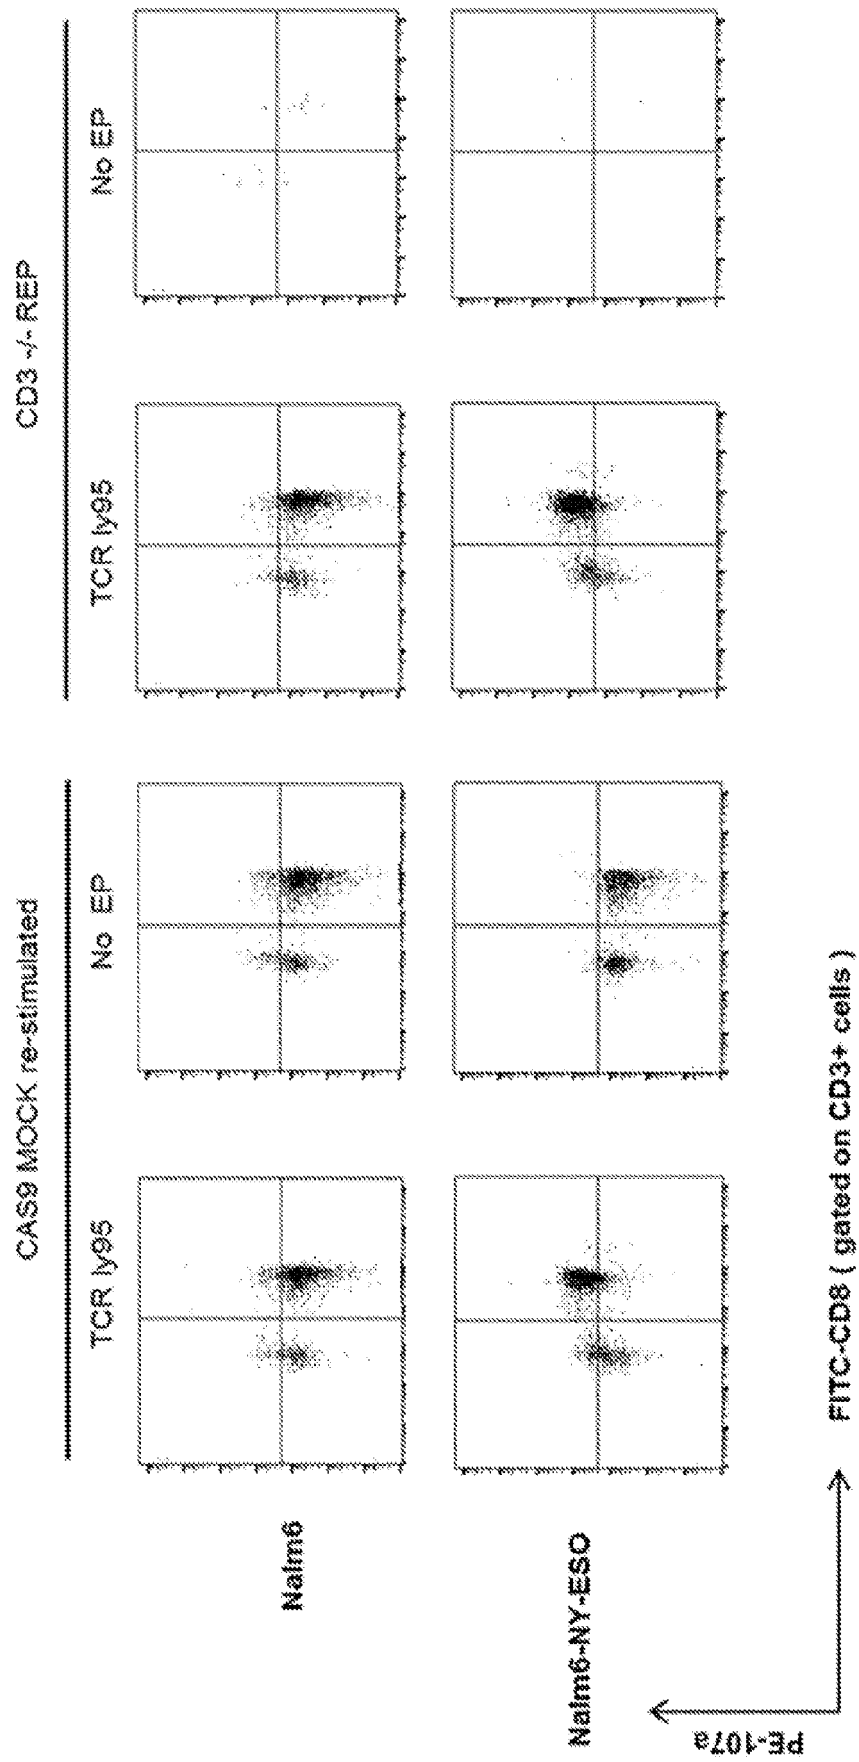 CAS9 MOCK re-stimulated
CD3 -/- REP
TCR ly95
No EP
TCR ly95
No EP
Nalm6
Nalm6-NY-ESO
PE-107a
FITC-CD8 ( gated on CD3+ cells )